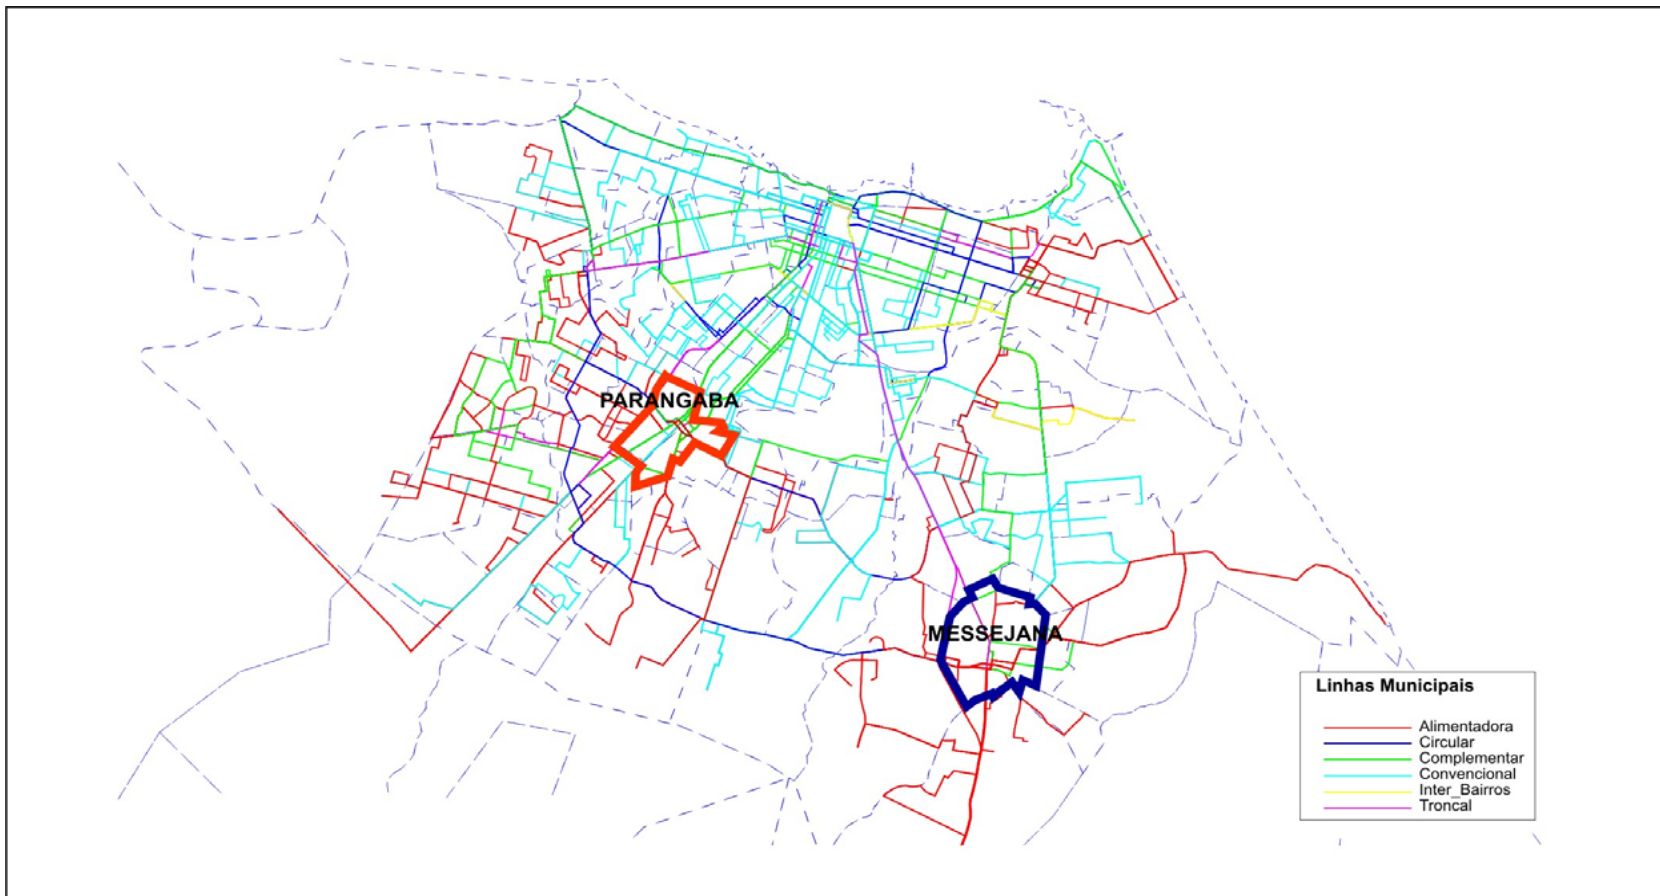 PARANGABA
MESSEJANA
Linhas Municipais
Alimentadora
Circular
Complementar
Convencional
Inter_Bairros
Troncal